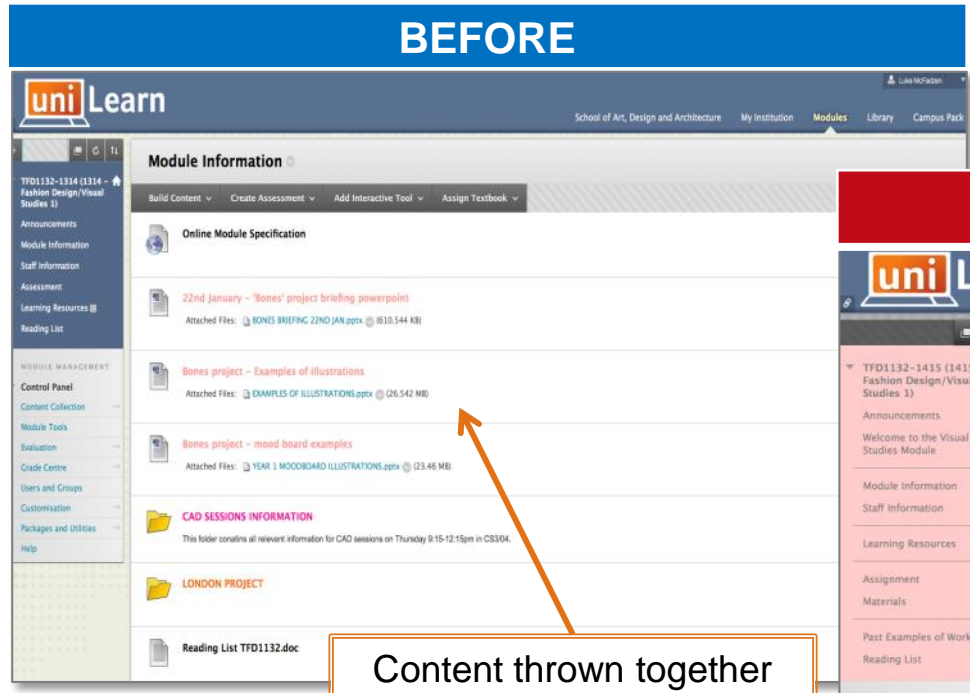 BEFORE
uni Learn
Luke McFadzen
School of Art, Design and Architecture My Institution Modules Library Campus Pack
TFD1132-1314 (1314 -
Fashion Design/Visual
Studies 1)
Announcements
Module Information
Staff Information
Assessment
Learning Resources
Reading List
MODULE MANAGEMENT
Control Panel
Content Collection
Module Tools
Evaluation
Grade Centre
Users and Groups
Customisation
Packages and Utilities
Help
Module Information
Build Content Create Assessment Add Interactive Tool Assign Textbook
Online Module Specification
22nd January - 'Bones' project briefing powerpoint
Attached Files: BONES BRIEFING 22ND JAN.pptx (610.544 KB)
Bones project - Examples of Illustrations
Attached Files: EXAMPLES OF ILLUSTRATIONS.pptx (26.542 MB)
Bones project - mood board examples
Attached Files: YEAR 1 MOODBOARD ILLUSTRATIONS.pptx (23.46 MB)
CAD SESSIONS INFORMATION
This folder conatins all relevant information for CAD sessions on Thursday 9:15-12:15pm in CS3/04.
LONDON PROJECT
Reading List TFD1132.doc
Content thrown together
uni L
TFD1132-1415 (1415
Fashion Design/Visu
Studies 1)
Announcements
Welcome to the Visual
Studies Module
Module Information
Staff Information
Learning Resources
Assignment
Materials
Past Examples of Work
Reading List